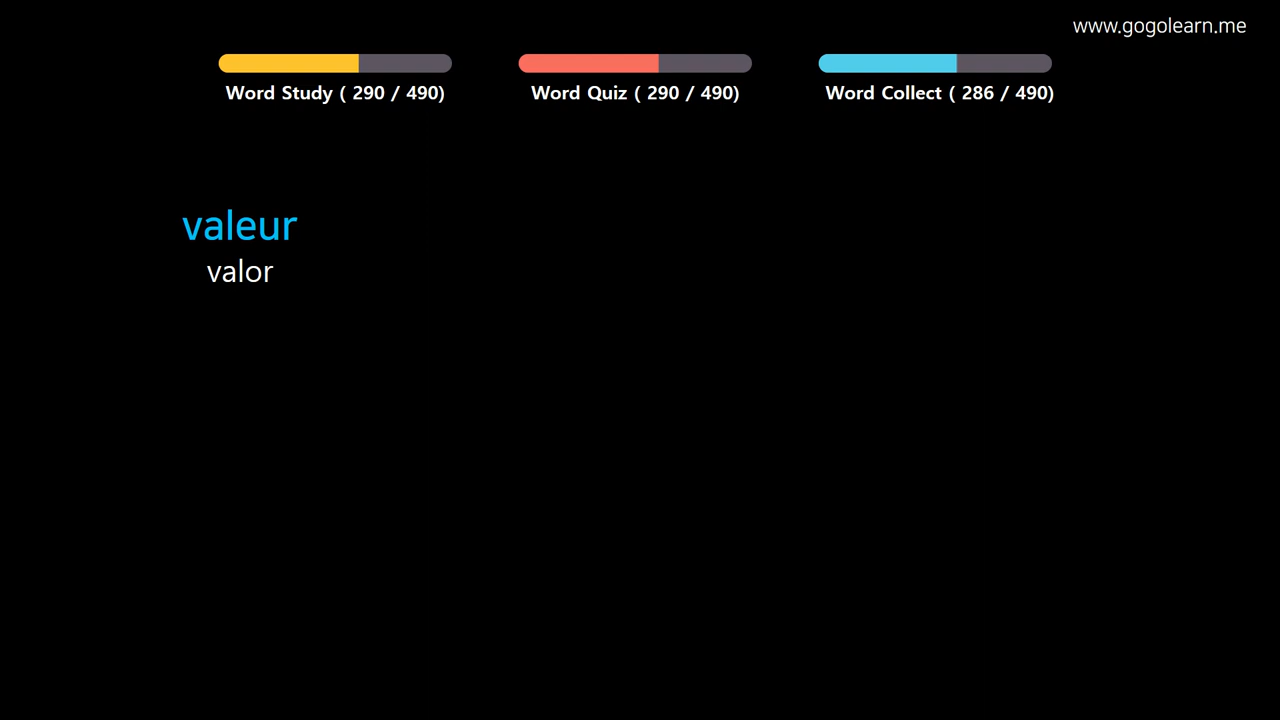 www.gogolearn.me
Word Study ( 290 / 490)
Word Quiz ( 290 / 490)
Word Collect ( 286 / 490)
valeur
valor